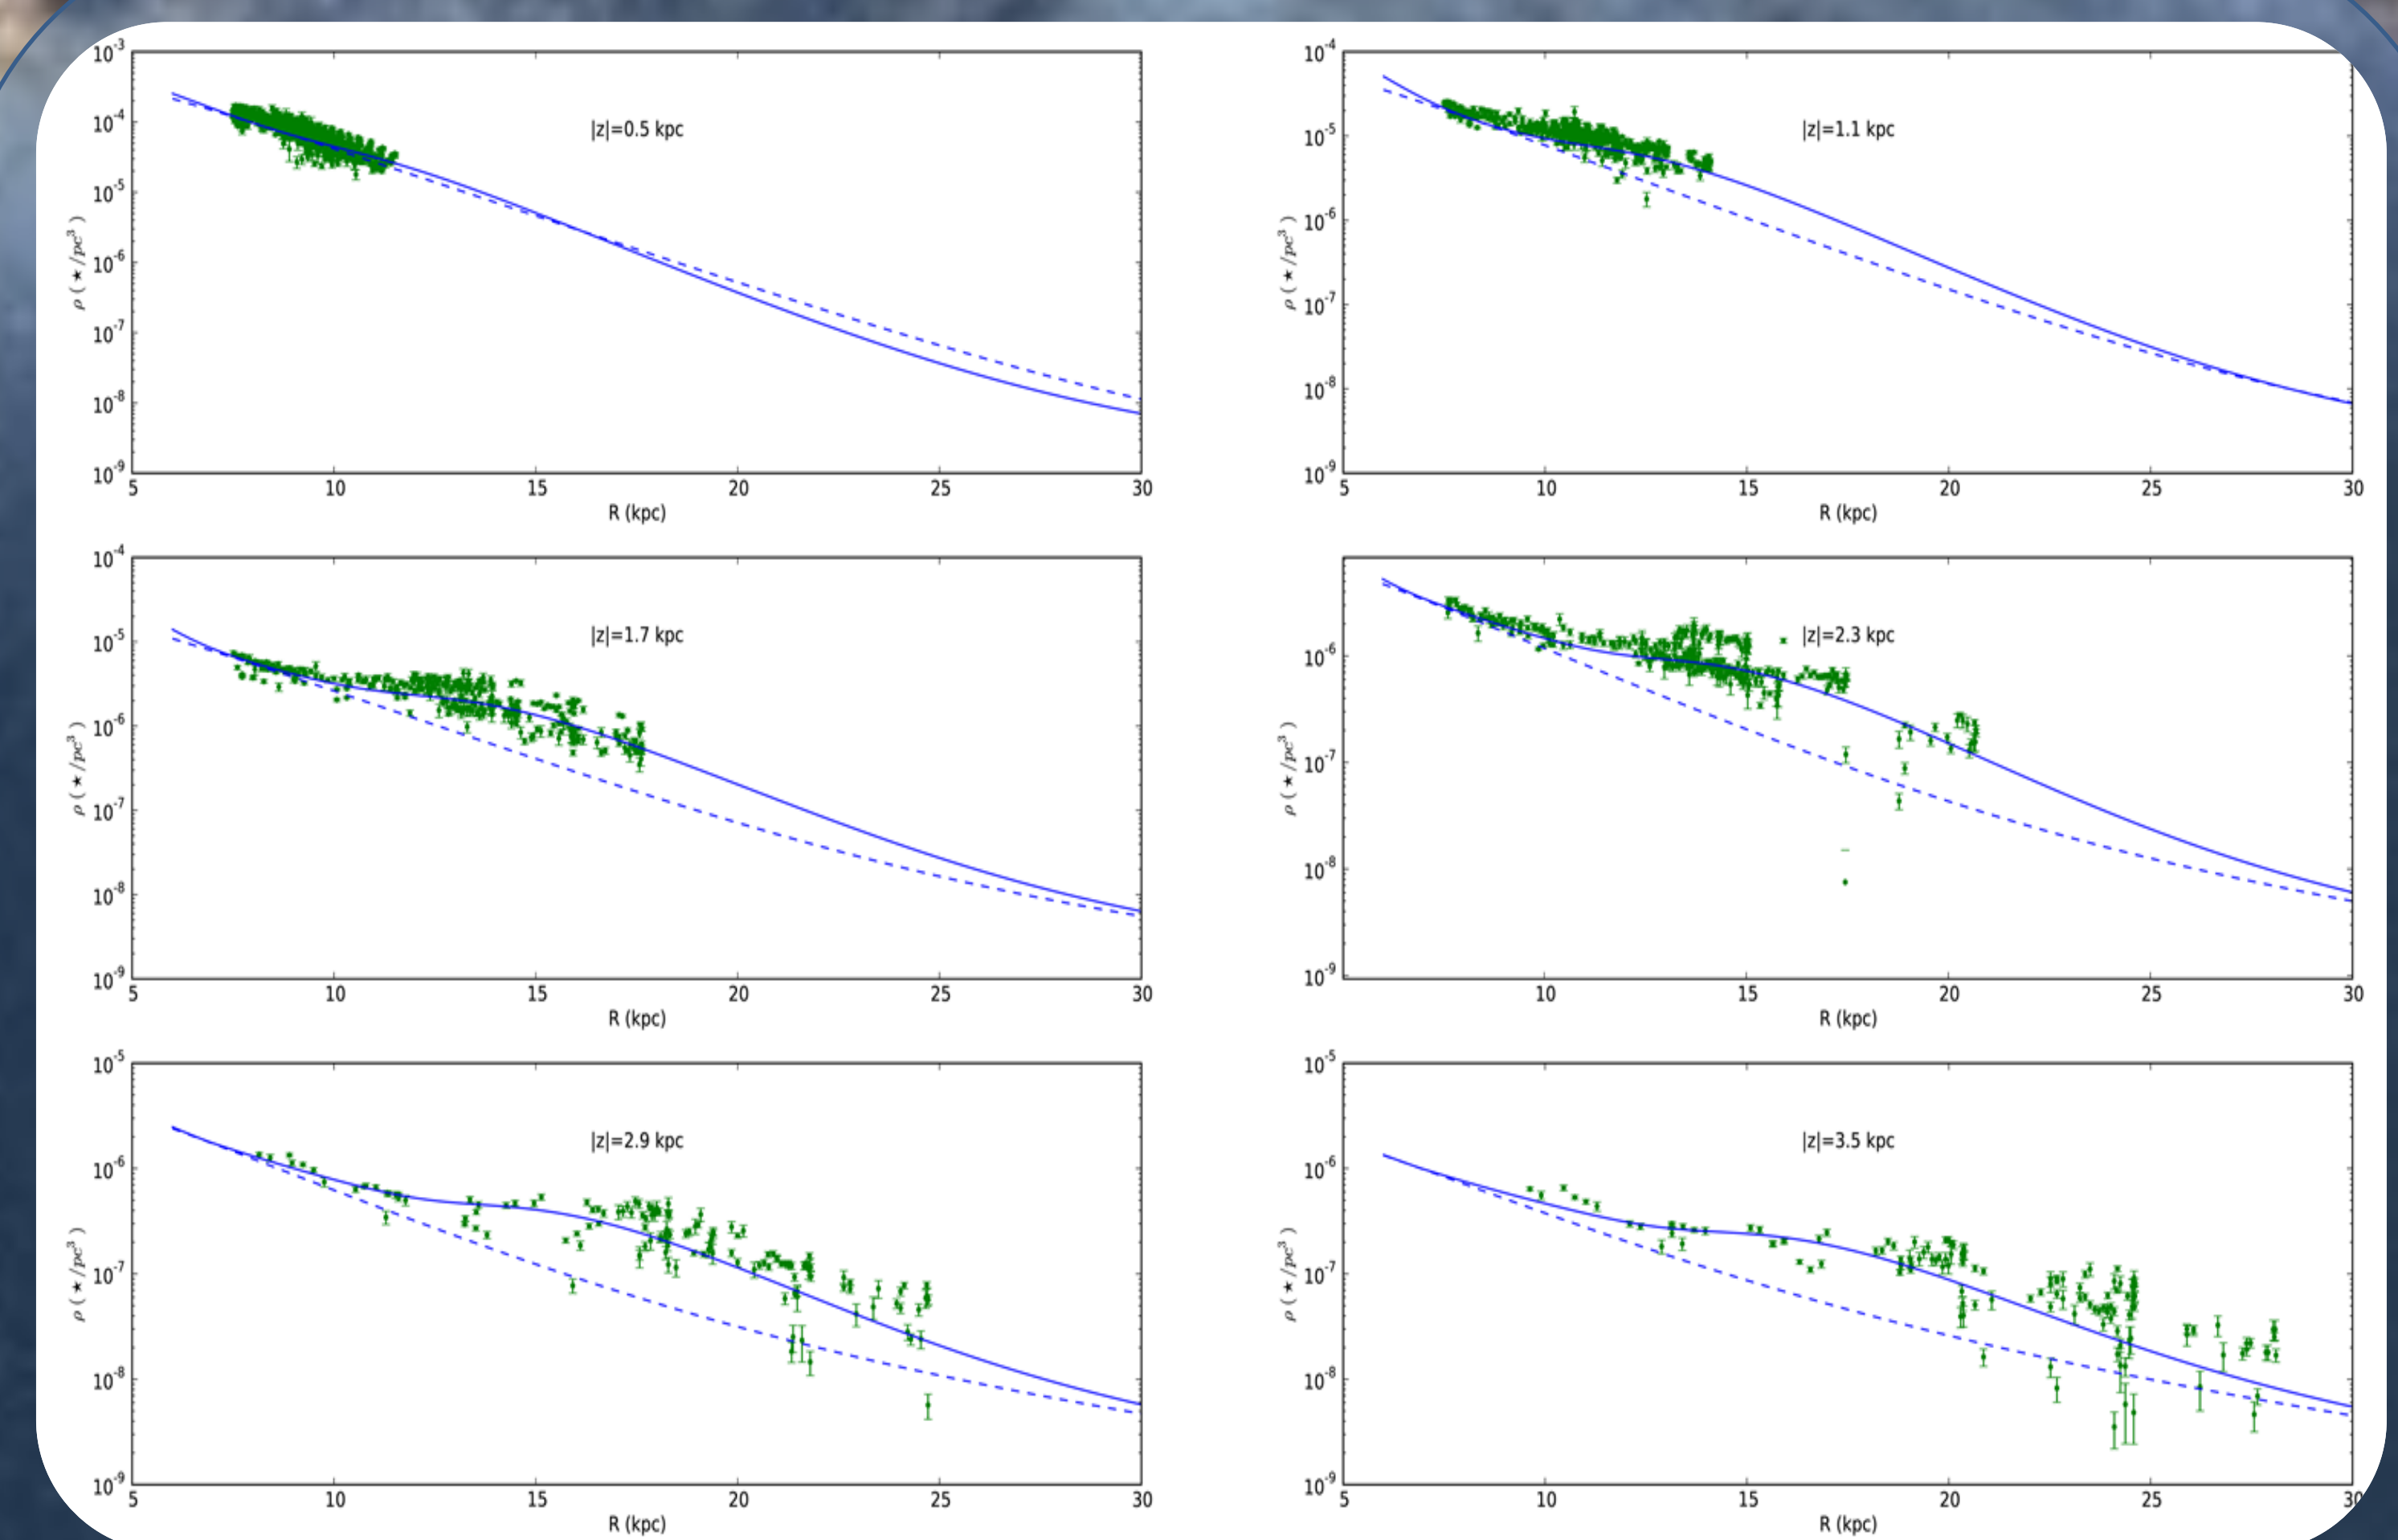 10^-3
10^-4
10^-5
10^-6
10^-7
10^-8
10^-9
ρ ( ★/pc^3 )
|z|=0.5 kpc
5 10 15 20 25 30
R (kpc)
10^-4
10^-5
10^-6
10^-7
10^-8
10^-9
ρ ( ★/pc^3 )
|z|=1.1 kpc
5 10 15 20 25 30
R (kpc)
10^-4
10^-5
10^-6
10^-7
10^-8
10^-9
ρ ( ★/pc^3 )
|z|=1.7 kpc
5 10 15 20 25 30
R (kpc)
10^-6
10^-7
10^-8
10^-9
ρ ( ★/pc^3 )
|z|=2.3 kpc
10 15 20 25 30
R (kpc)
10^-5
10^-6
10^-7
10^-8
10^-9
ρ ( ★/pc^3 )
|z|=2.9 kpc
5 10 15 20 25 30
R (kpc)
10^-5
10^-6
10^-7
10^-8
10^-9
ρ ( ★/pc^3 )
|z|=3.5 kpc
5 10 15 20 25 30
R (kpc)